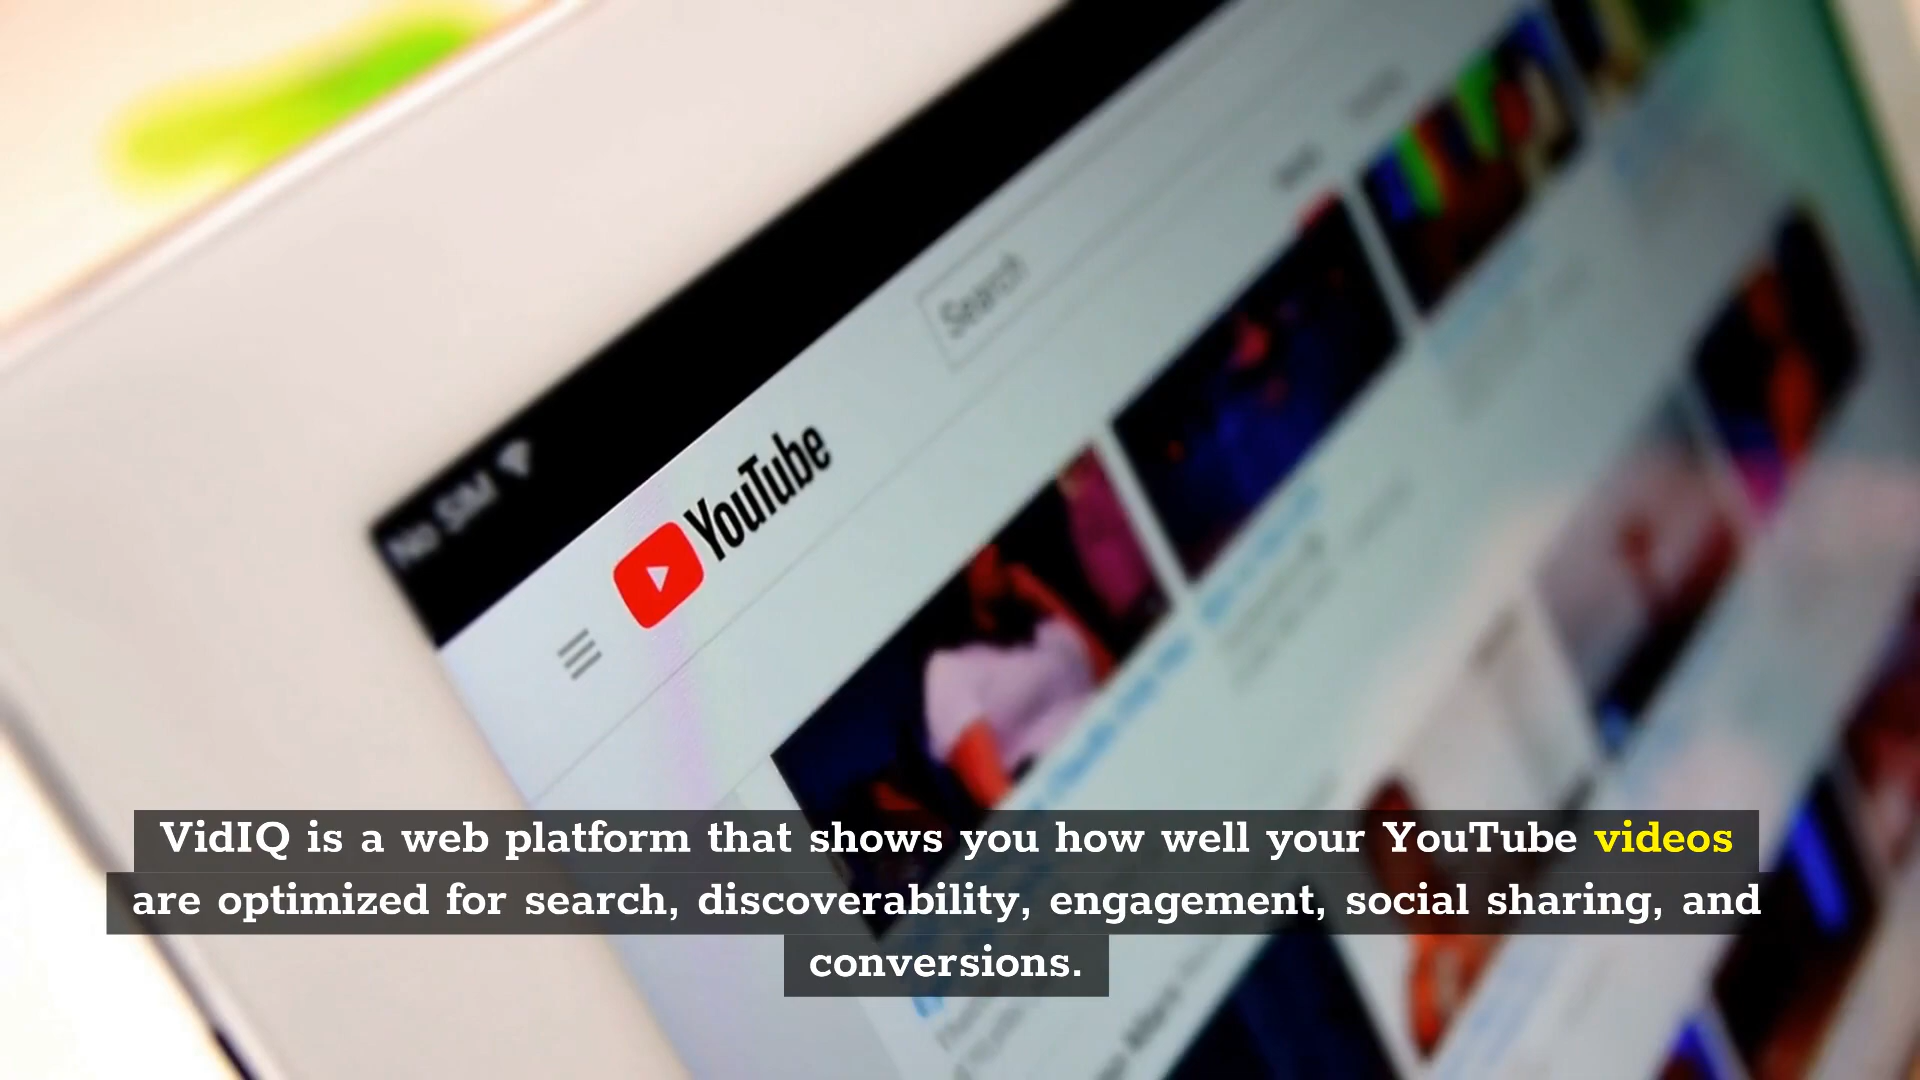 No SIM
Search
YouTube
VidIQ is a web platform that shows you how well your YouTube videos
are optimized for search, discoverability, engagement, social sharing, and
conversions.